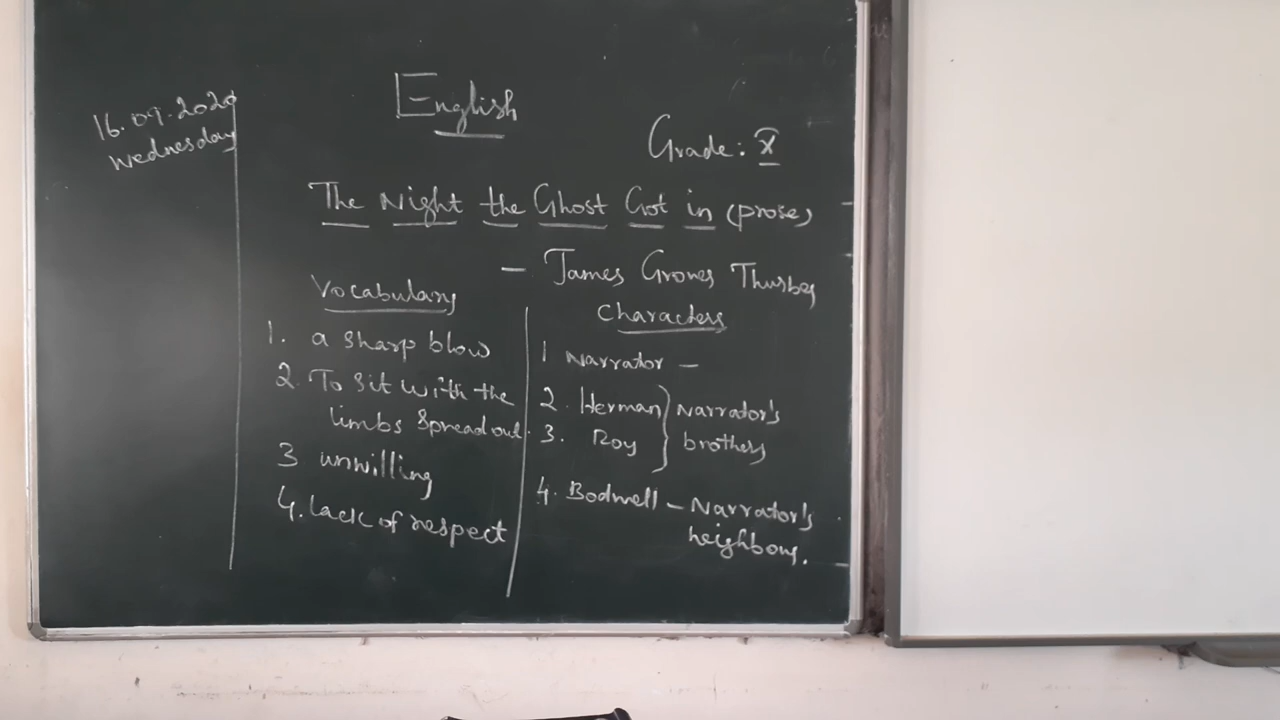 16.09.2020
Wednesday
English
Grade: X
The Night the Ghost Got in (prose)
- James Groves Thurber
Vocabulary
1. a sharp blow
2. To sit with the
limbs spread out.
3 unwilling
4. lack of respect
Characters
1 Narrator -
2. Herman } Narrator's
3. Roy } brothers
4. Bodwell - Narrator's
neighbour.